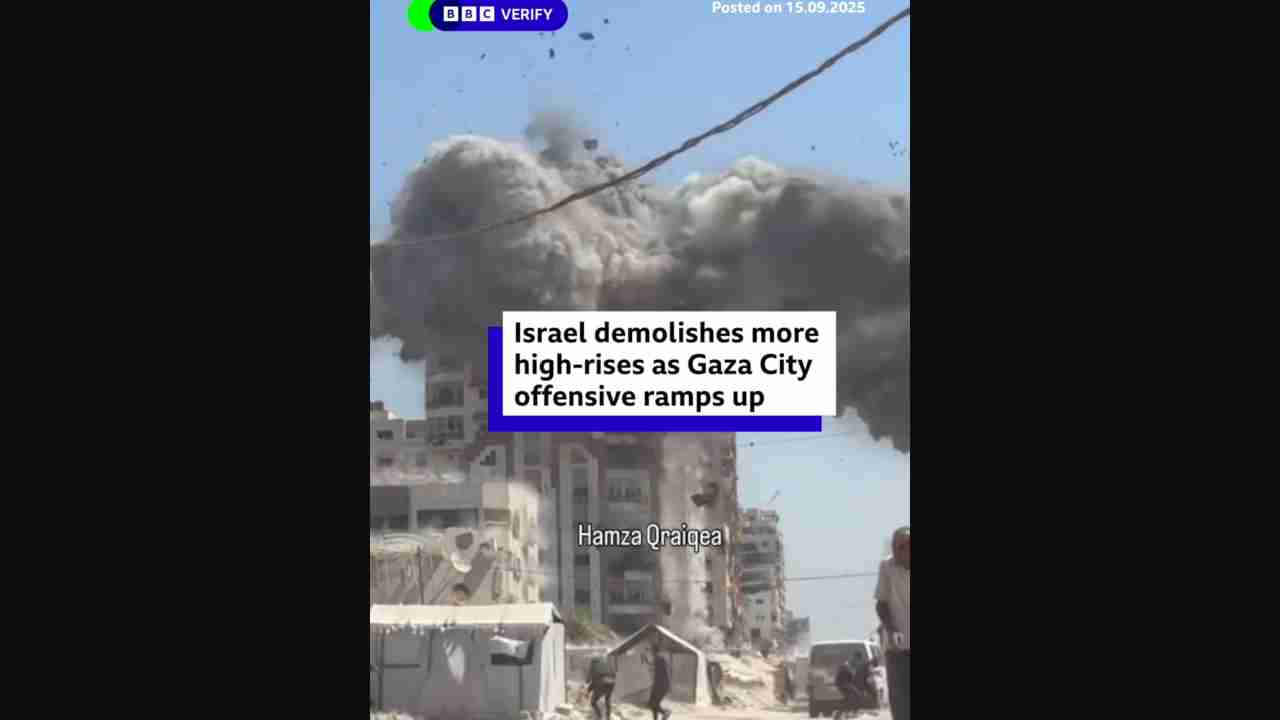 BBC VERIFY
Posted on 15.09.2025
Israel demolishes more
high-rises as Gaza City
offensive ramps up
Hamza Qraiqea